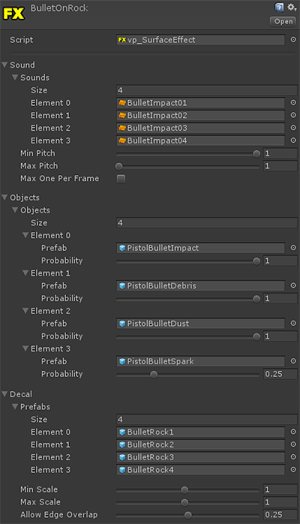 FX BulletOnRock
Open
Script FX vp_SurfaceEffect
Sound
Sounds
Size 4
Element 0 BulletImpact01
Element 1 BulletImpact02
Element 2 BulletImpact03
Element 3 BulletImpact04
Min Pitch 1
Max Pitch 1
Max One Per Frame
Objects
Objects
Size 4
Element 0
Prefab PistolBulletImpact
Probability 1
Element 1
Prefab PistolBulletDebris
Probability 1
Element 2
Prefab PistolBulletDust
Probability 1
Element 3
Prefab PistolBulletSpark
Probability 0.25
Decal
Prefabs
Size 4
Element 0 BulletRock1
Element 1 BulletRock2
Element 2 BulletRock3
Element 3 BulletRock4
Min Scale 1
Max Scale 1
Allow Edge Overlap 0.25